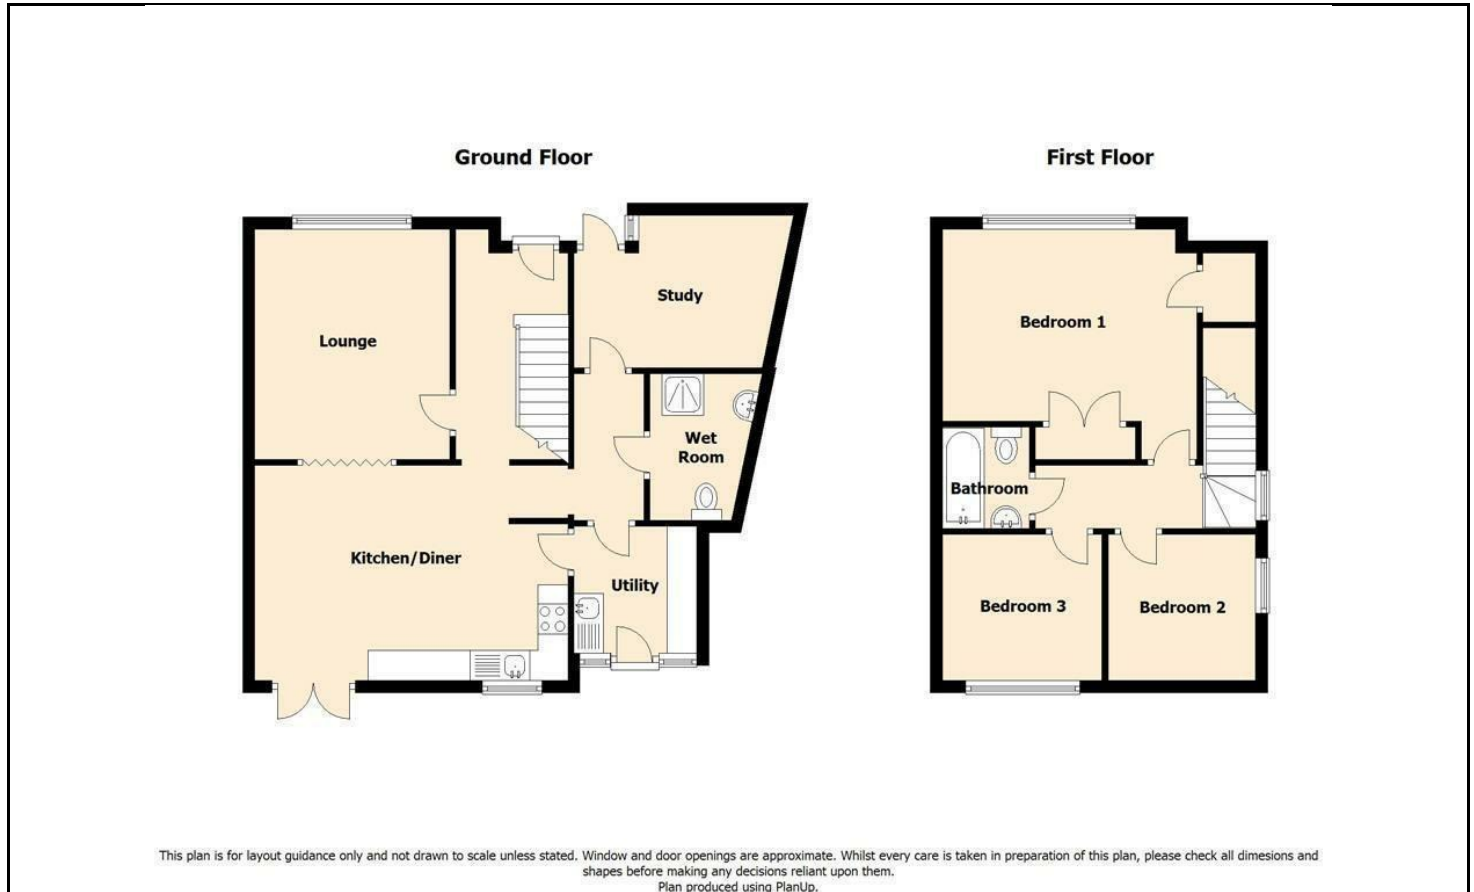 Ground Floor
First Floor
Study
Lounge
Bedroom 1
Wet
Room
Bathroom
Kitchen/Diner
Utility
Bedroom 3
Bedroom 2
This plan is for layout guidance only and not drawn to scale unless stated. Window and door openings are approximate. Whilst every care is taken in preparation of this plan, please check all dimesions and
shapes before making any decisions reliant upon them.
Plan produced using PlanUp.